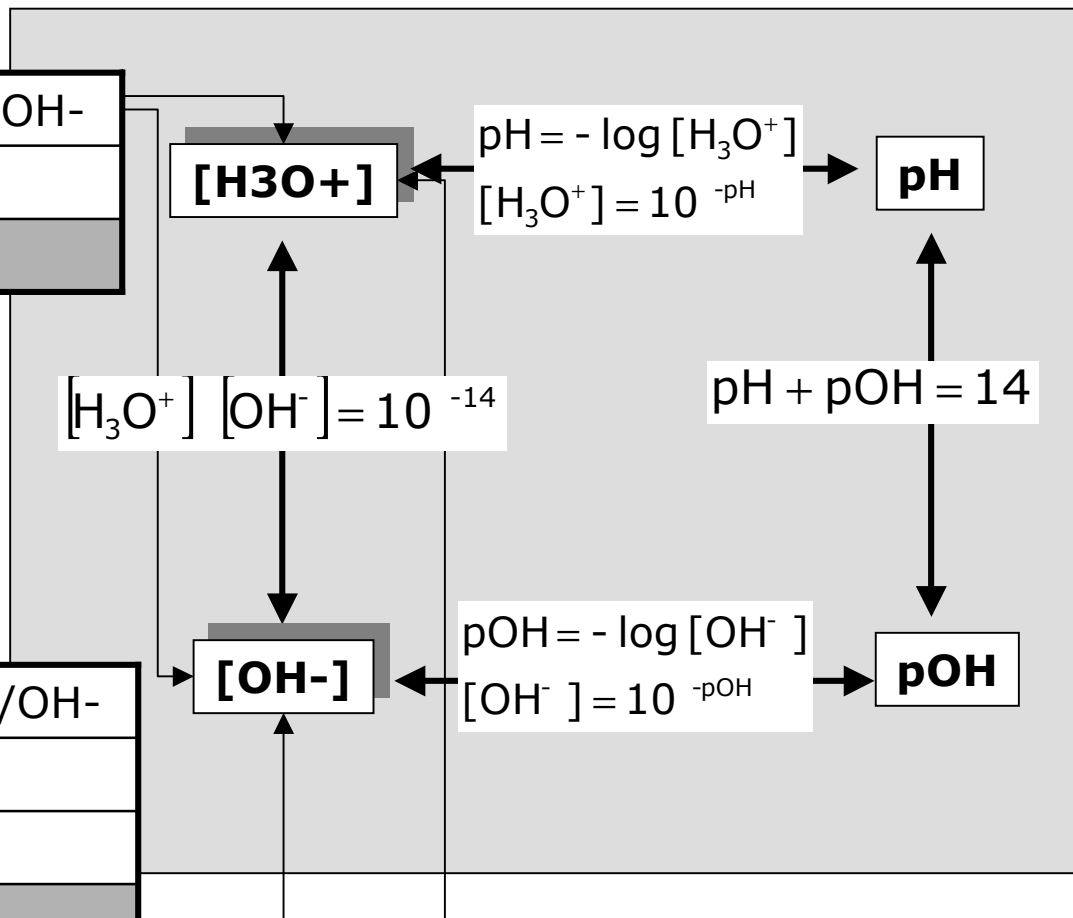 OH-
pH = - log [H₃O⁺]
[H₃O⁺] = 10 ⁻ᵖᴴ
[H3O+]
pH
[H₃O⁺] [OH⁻] = 10 ⁻¹⁴
pH + pOH = 14
pOH = - log [OH⁻ ]
[OH⁻ ] = 10 ⁻ᵖᴼᴴ
[OH-]
pOH
/OH-